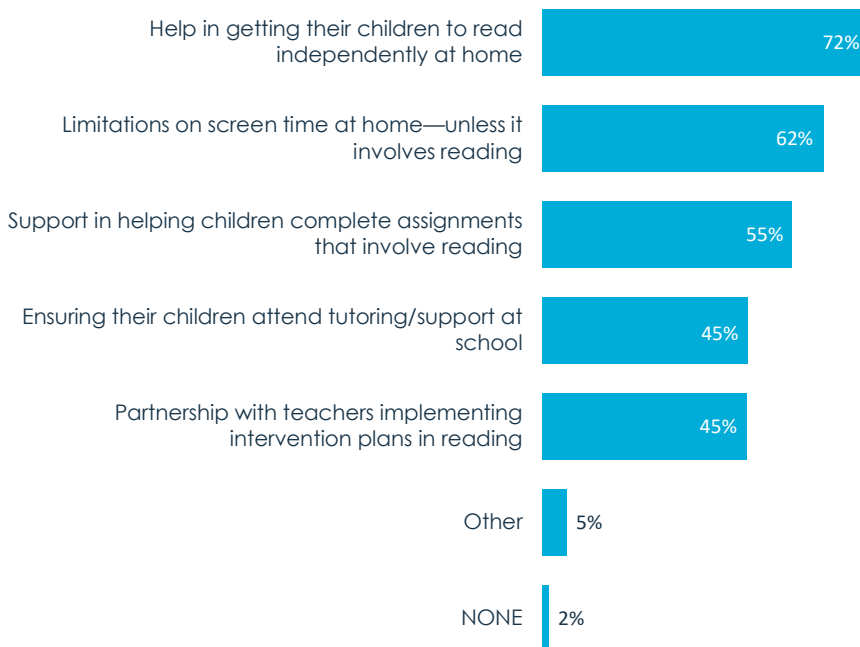 Help in getting their children to read
independently at home
72%
Limitations on screen time at home—unless it
involves reading
62%
Support in helping children complete assignments
that involve reading
55%
Ensuring their children attend tutoring/support at
school
45%
Partnership with teachers implementing
intervention plans in reading
45%
Other
5%
NONE
2%